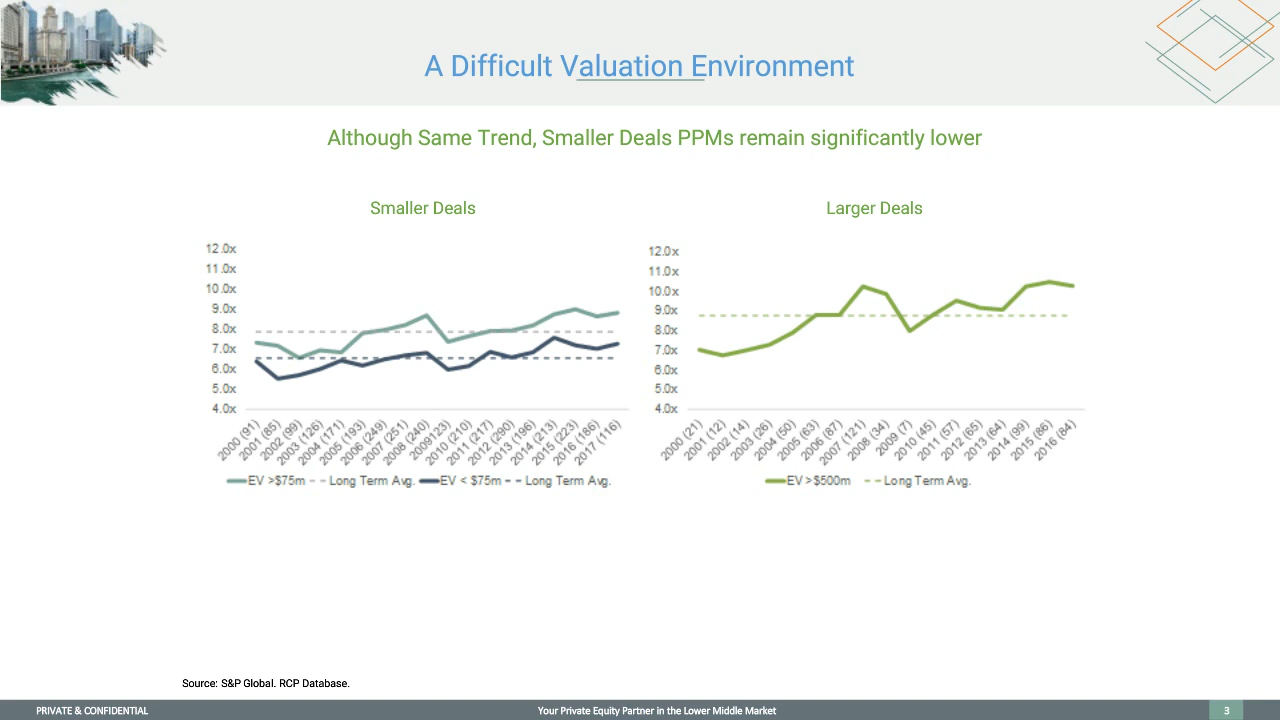 A Difficult Valuation Environment
Although Same Trend, Smaller Deals PPMs remain significantly lower
Smaller Deals
12.0x
11.0x
10.0x
9.0x
8.0x
7.0x
6.0x
5.0x
4.0x
2000 (91)
2001 (85)
2002 (99)
2003 (126)
2004 (171)
2005 (193)
2006 (249)
2007 (251)
2008 (240)
2009123)
2010 (210)
2011 (217)
2012 (290)
2013 (196)
2014 (213)
2015 (223)
2016 (186)
2017 (116)
EV >$75m Long Term Avg. EV < $75m Long Term Avg.
Larger Deals
12.0x
11.0x
10.0x
9.0x
8.0x
7.0x
6.0x
5.0x
4.0x
2000 (21)
2001 (12)
2002 (14)
2003 (26)
2004 (50)
2005 (63)
2006 (87)
2007 (121)
2008 (34)
2009 (7)
2010 (45)
2011 (57)
2012 (65)
2013 (64)
2014 (99)
2015 (86)
2016 (84)
EV >$500m Long Term Avg.
Source: S&P Global. RCP Database.
PRIVATE & CONFIDENTIAL
Your Private Equity Partner in the Lower Middle Market
3